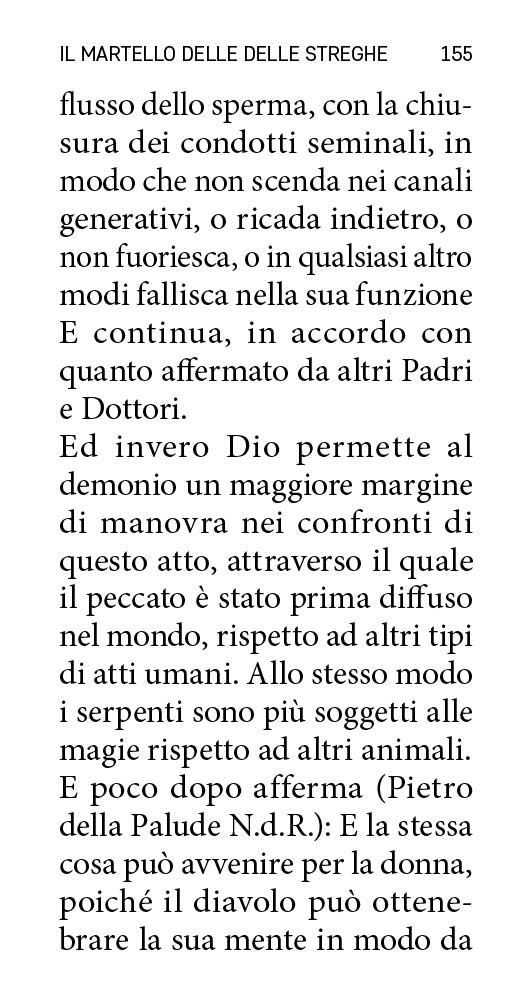 IL MARTELLO DELLE DELLE STREGHE 155
flusso dello sperma, con la chiu-
sura dei condotti seminali, in
modo che non scenda nei canali
generativi, o ricada indietro, o
non fuoriesca, o in qualsiasi altro
modi fallisca nella sua funzione
E continua, in accordo con
quanto affermato da altri Padri
e Dottori.
Ed invero Dio permette al
demonio un maggiore margine
di manovra nei confronti di
questo atto, attraverso il quale
il peccato è stato prima diffuso
nel mondo, rispetto ad altri tipi
di atti umani. Allo stesso modo
i serpenti sono più soggetti alle
magie rispetto ad altri animali.
E poco dopo afferma (Pietro
della Palude N.d.R.): E la stessa
cosa può avvenire per la donna,
poiché il diavolo può ottene-
brare la sua mente in modo da